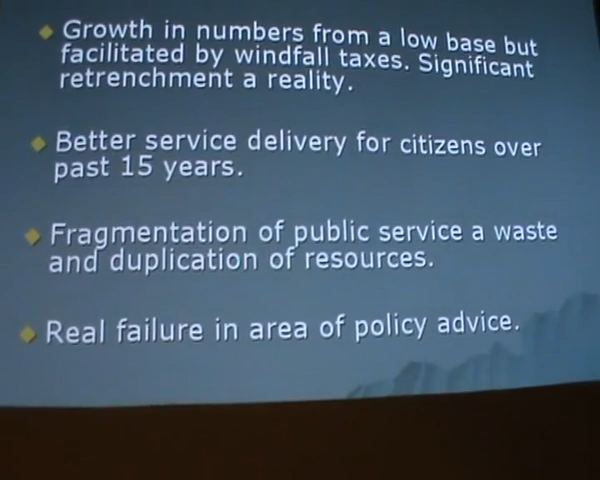 Growth in numbers from a low base but
facilitated by windfall taxes. Significant
retrenchment a reality.
Better service delivery for citizens over
past 15 years.
Fragmentation of public service a waste
and duplication of resources.
Real failure in area of policy advice.